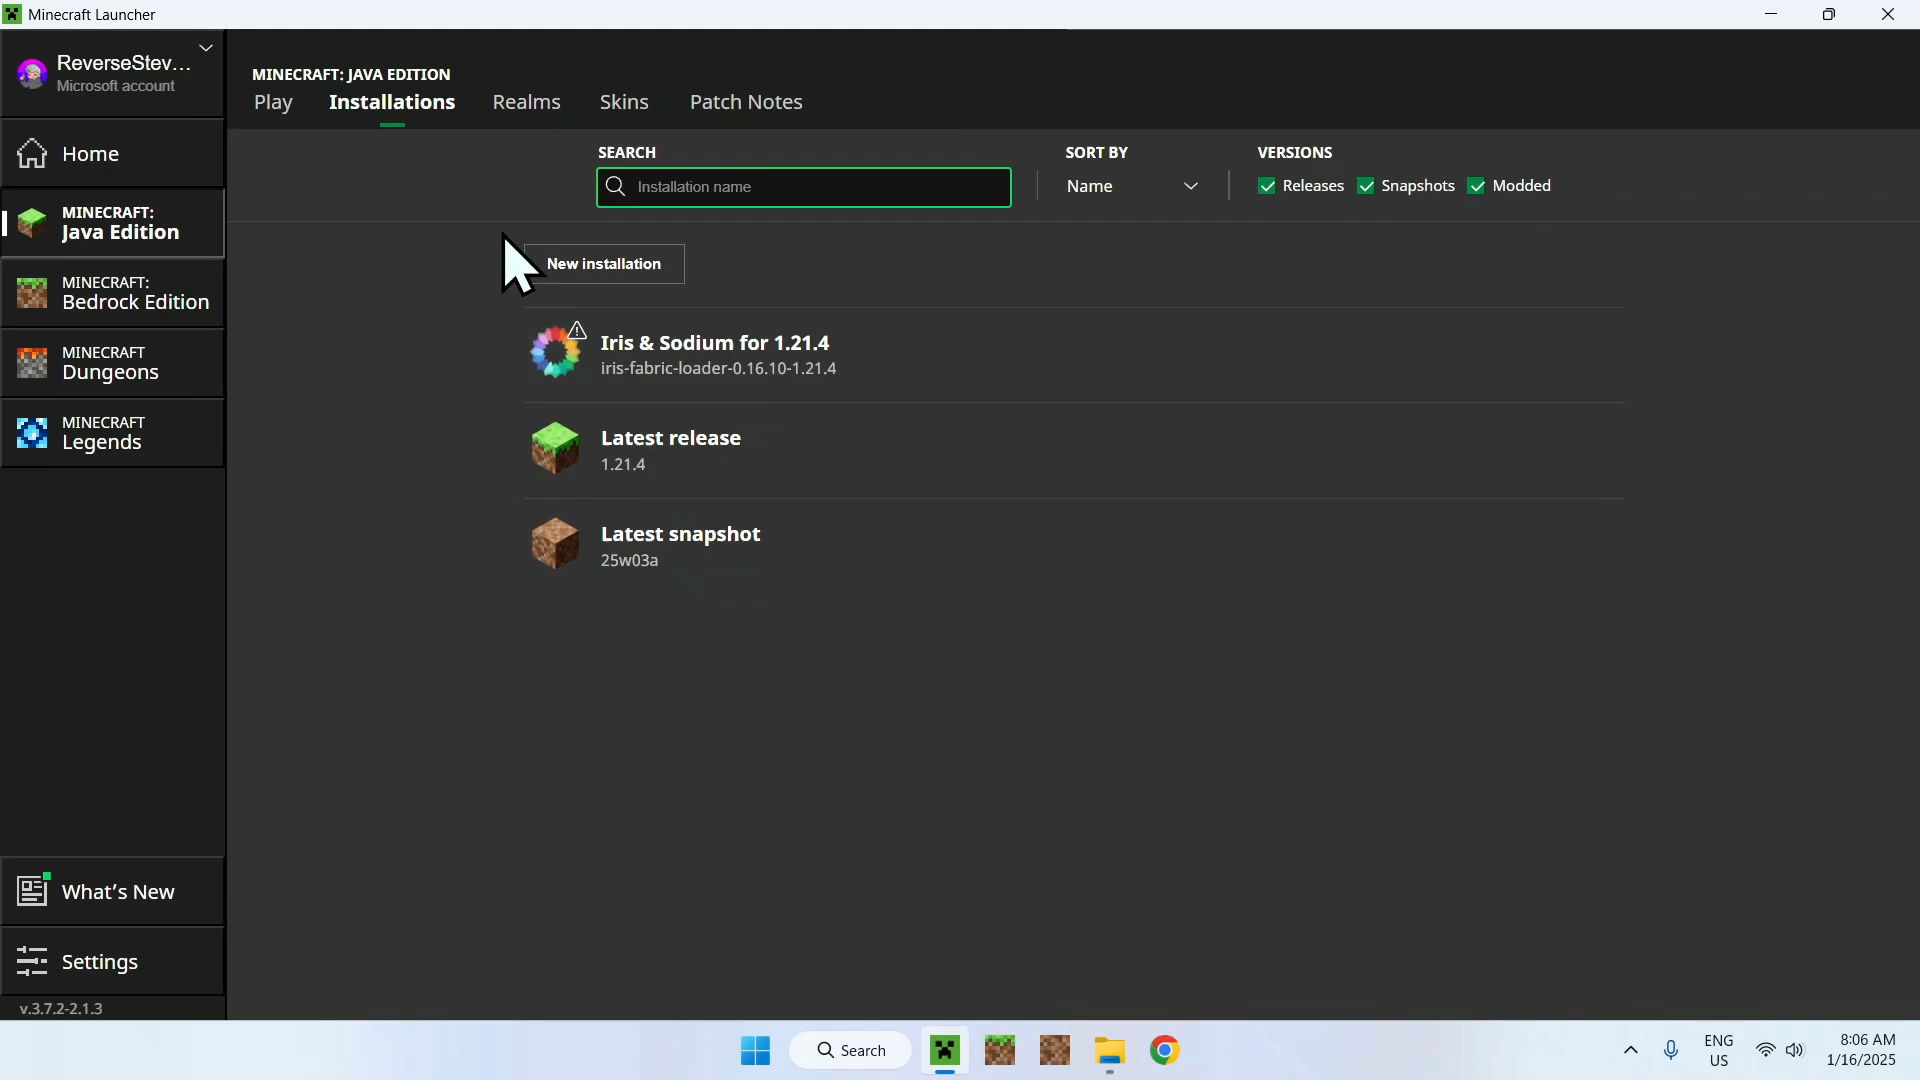 Minecraft Launcher
ReverseStev...
Microsoft account
Home
MINECRAFT:
Java Edition
MINECRAFT:
Bedrock Edition
MINECRAFT
Dungeons
MINECRAFT
Legends
What's New
Settings
v.3.7.2-2.1.3
MINECRAFT: JAVA EDITION
Play Installations Realms Skins Patch Notes
SEARCH SORT BY VERSIONS
Installation name Name Releases Snapshots Modded
New installation
Iris & Sodium for 1.21.4
iris-fabric-loader-0.16.10-1.21.4
Latest release
1.21.4
Latest snapshot
25w03a
Search
ENG
US
8:06 AM
1/16/2025